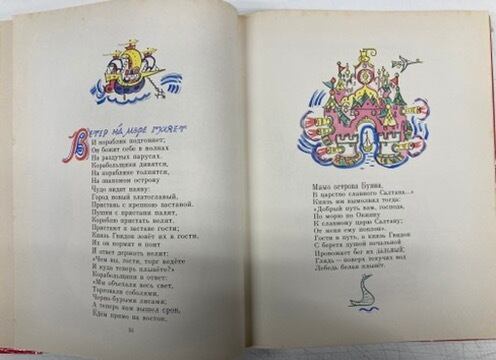 Ветер на море гуляет
И кораблик подгоняет;
Он бежит себе в волнах
На раздутых парусах.
Корабельщики дивятся,
На кораблике толпятся,
На знакомом острову
Чудо видят наяву:
Город новый златоглавый,
Пристань с крепкою заставой.
Пушки с пристани палят,
Кораблю пристать велят.
Пристают к заставе гости;
Князь Гвидон зовёт их в гости,
Их он кормит и поит
И ответ держать велит:
«Чем вы, гости, торг ведёте
И куда теперь плывёте?»
Корабельщики в ответ:
«Мы объехали весь свет,
Торговали соболями,
Черно-бурыми лисами;
А теперь нам вышел срок,
Едем прямо на восток,
Мимо острова Буяна,
В царство славного Салтана...»
Князь им вымолвил тогда:
«Добрый путь вам, господа,
По морю по Окияну
К славному царю Салтану;
От меня ему поклон».
Гости в путь, а князь Гвидон
С берега душой печальной
Провожает бег их дальный;
Глядь — поверх текучих вод
Лебедь белая плывёт.